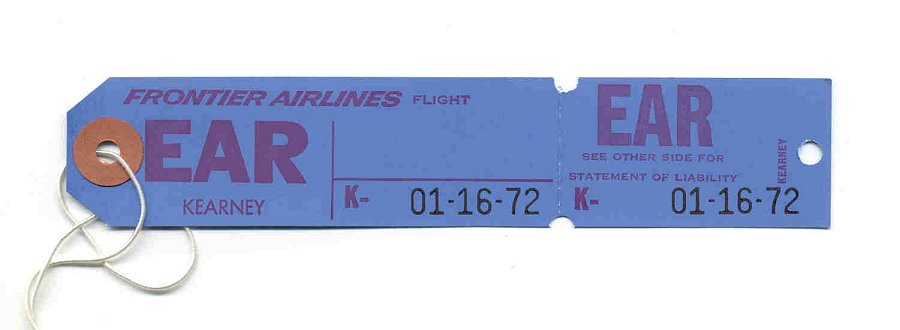 FRONTIER AIRLINES FLIGHT
EAR
KEARNEY
K- 01-16-72
EAR
SEE OTHER SIDE FOR
STATEMENT OF LIABILITY
KEARNEY
K- 01-16-72